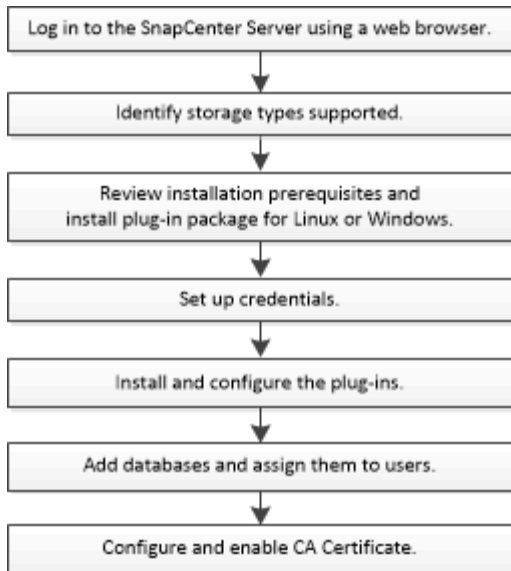 Log in to the SnapCenter Server using a web browser.
Identify storage types supported.
Review installation prerequisites and
install plug-in package for Linux or Windows.
Set up credentials.
Install and configure the plug-ins.
Add databases and assign them to users.
Configure and enable CA Certificate.